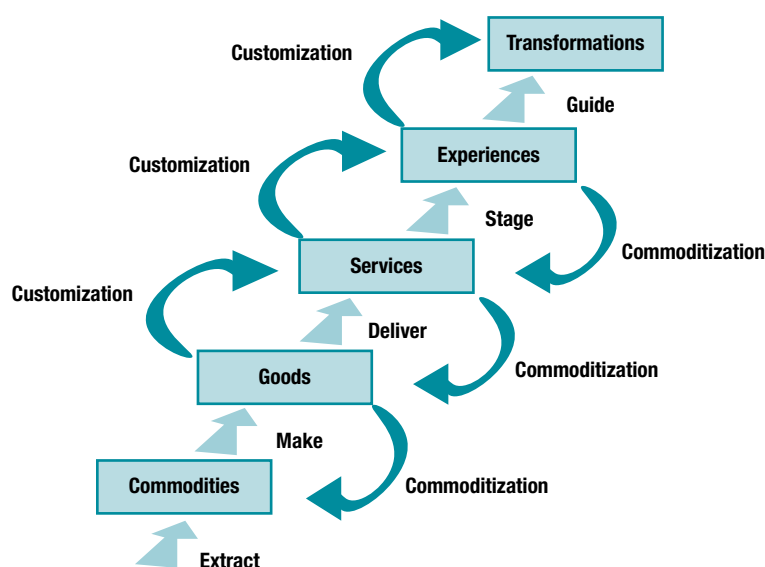 Transformations
Customization
Guide
Experiences
Customization
Stage
Commoditization
Services
Customization
Deliver
Commoditization
Goods
Make
Commodities
Commoditization
Extract